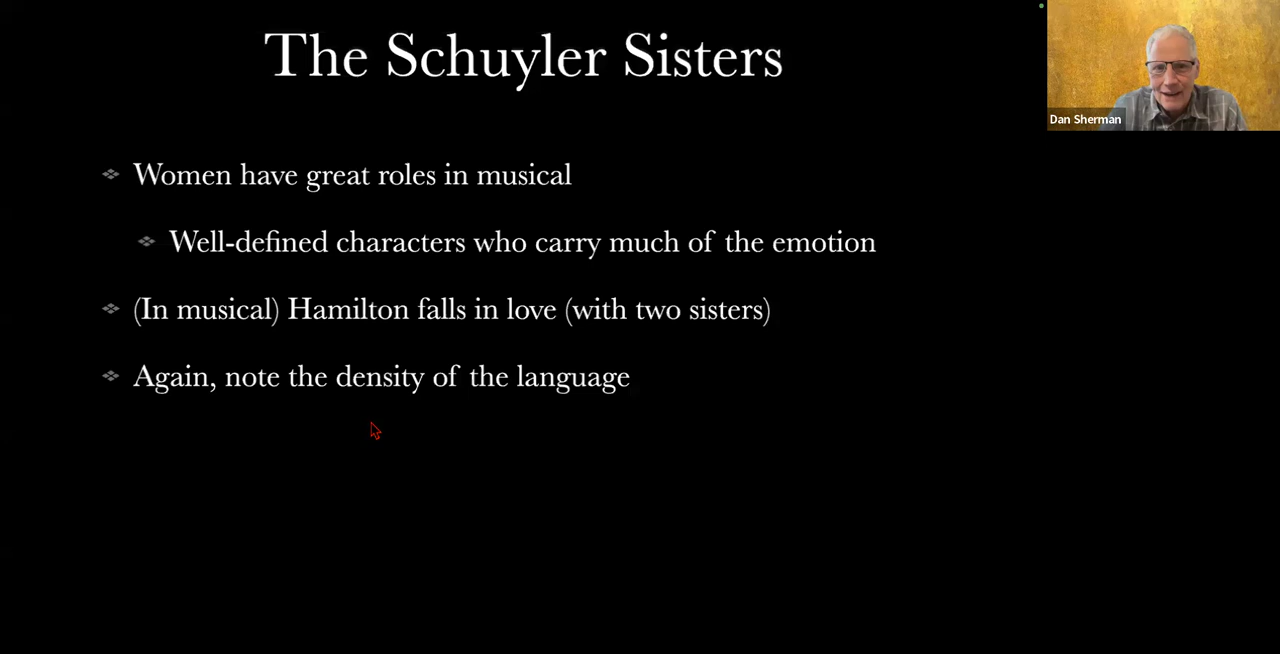 The Schuyler Sisters
Dan Sherman
Women have great roles in musical
Well-defined characters who carry much of the emotion
(In musical) Hamilton falls in love (with two sisters)
Again, note the density of the language